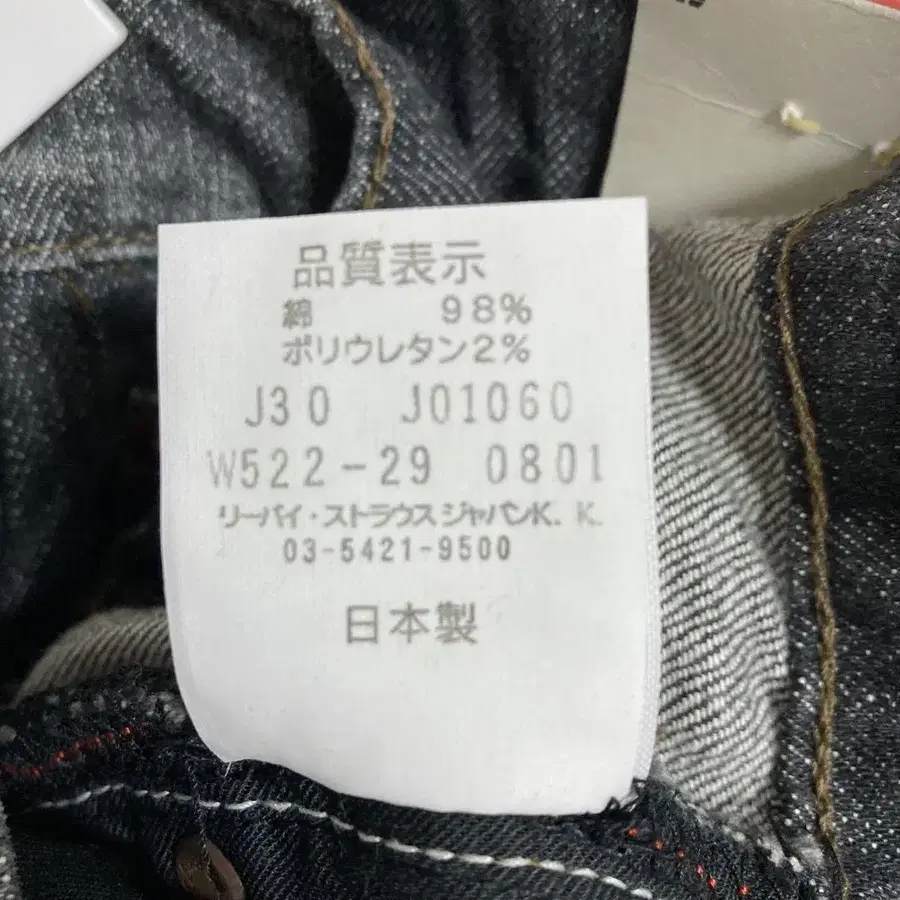 品質表示
綿 98%
ポリウレタン2%
J30 J01060
W522-29 0801
リーバイ・ストラウスジャパンK. K.
03-5421-9500
日本製